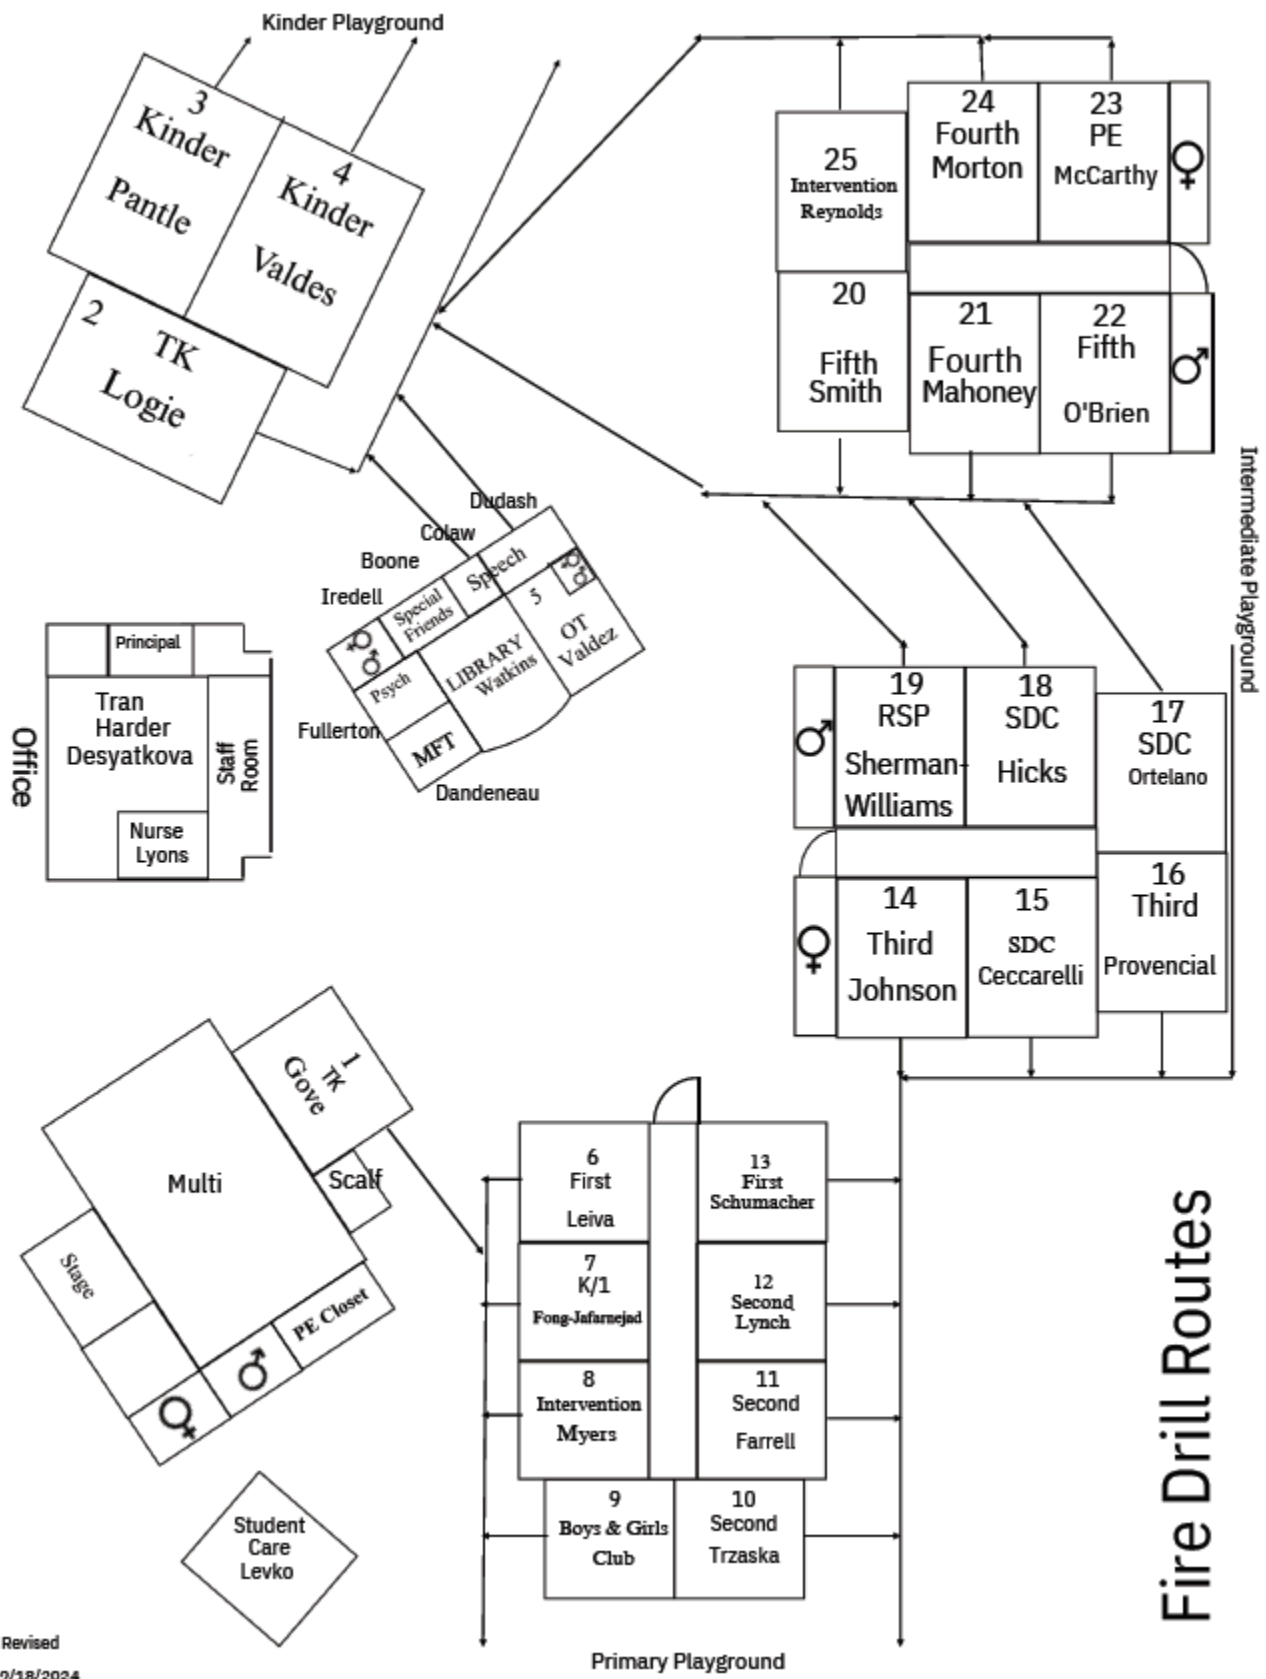 Kinder Playground
3
Kinder
Pantle
4
Kinder
Valdes
2
TK
Logie
25
Intervention
Reynolds
24
Fourth
Morton
23
PE
McCarthy
♀
20
Fifth
Smith
21
Fourth
Mahoney
22
Fifth
O'Brien
♂
Intermediate Playground
Dudash
Colaw
Boone
Iredell
Speech
Special
Friends
5
OT
Valdez
LIBRARY
Watkins
Psych
MFT
Fullerton
Dandeneau
Office
Principal
Tran
Harder
Desyatkova
Staff
Room
Nurse
Lyons
♂
19
RSP
Sherman-
Williams
18
SDC
Hicks
17
SDC
Ortelano
♀
14
Third
Johnson
15
SDC
Ceccarelli
16
Third
Provencial
1
TK
Gove
Scalf
Multi
Stage
PE Closet
♂
♀
6
First
Leiva
13
First
Schumacher
7
K/1
Fong-Jafarnejad
12
Second
Lynch
8
Intervention
Myers
11
Second
Farrell
9
Boys & Girls
Club
10
Second
Trzaska
Student
Care
Levko
Fire Drill Routes
Primary Playground
Revised
2/18/2024